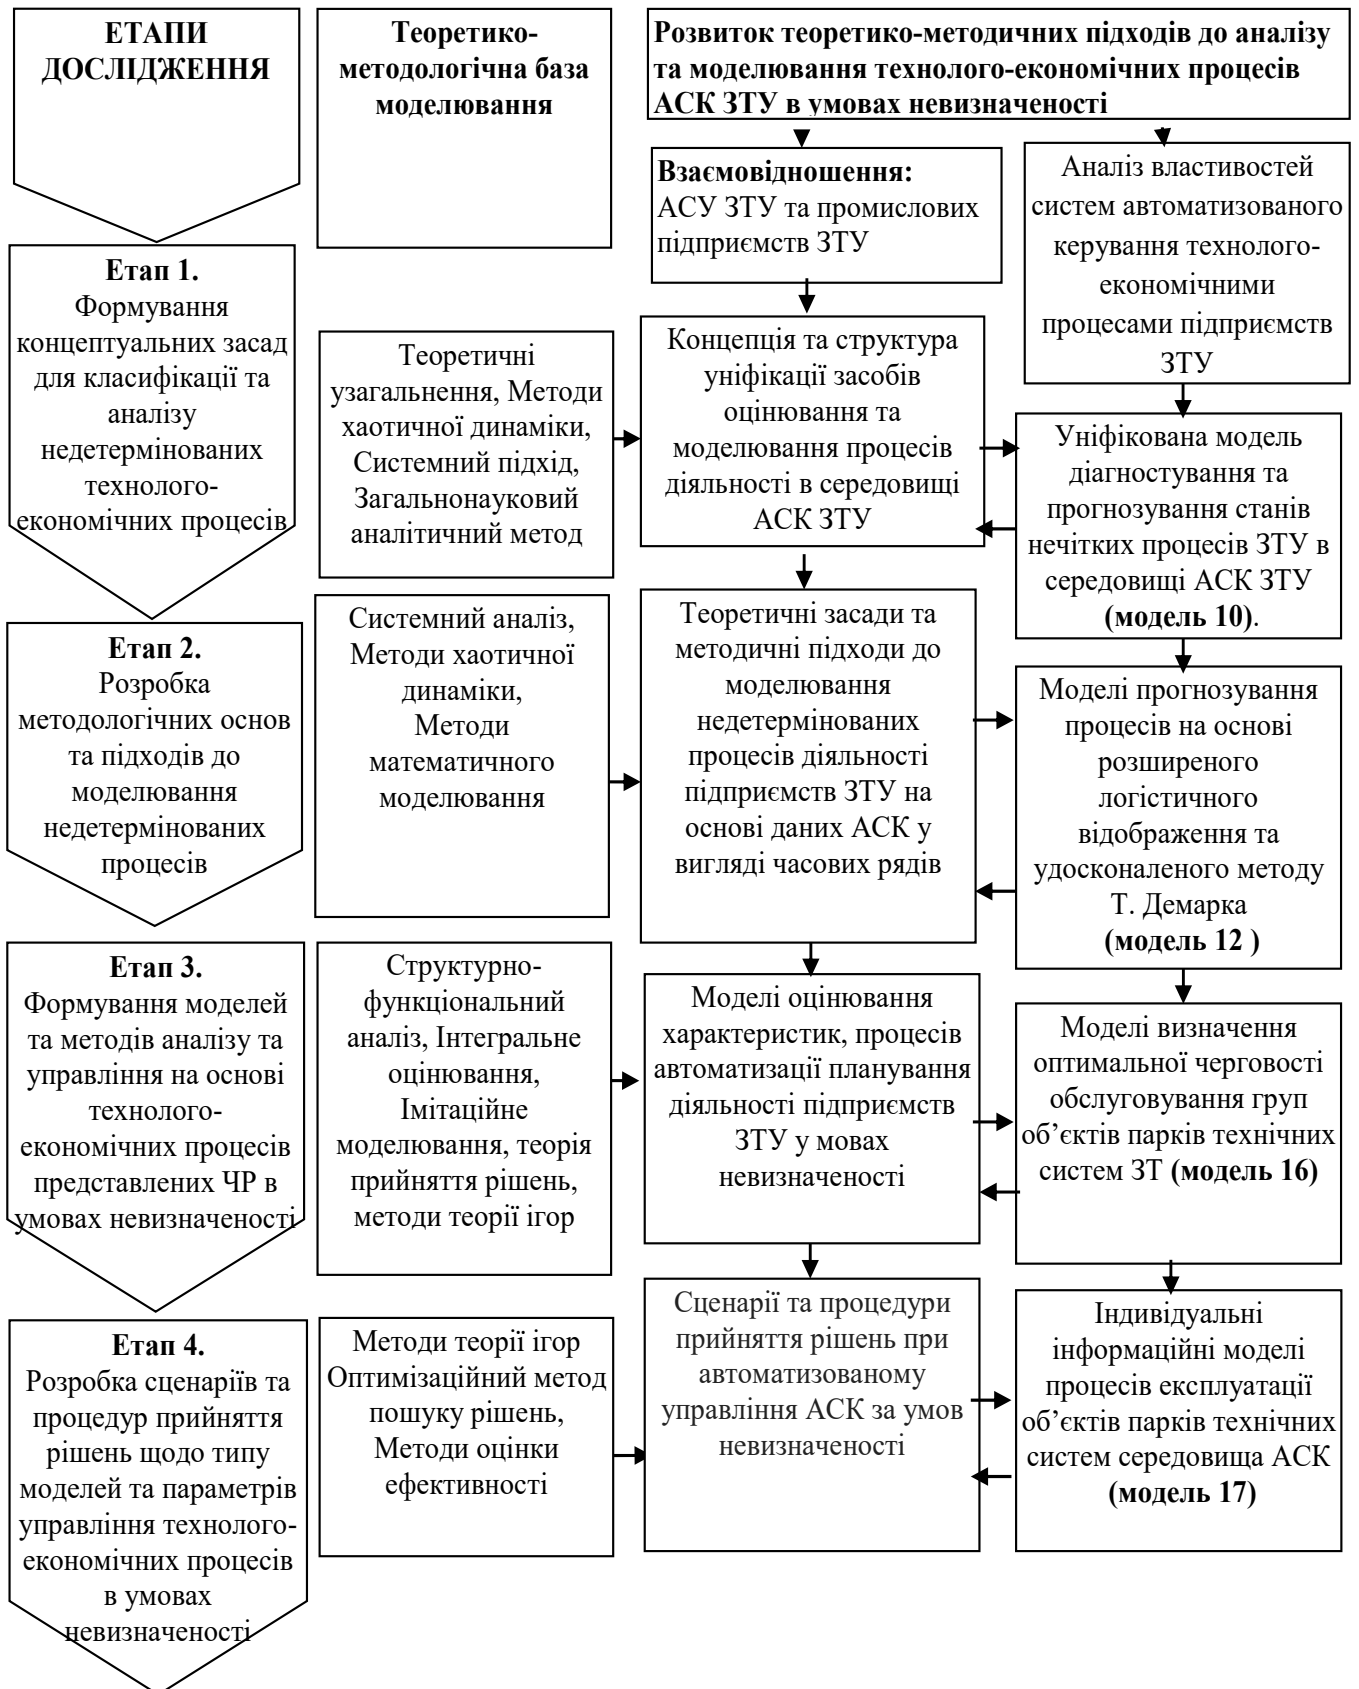 ЕТАПИ
ДОСЛІДЖЕННЯ
Теоретико-
методологічна база
моделювання
Розвиток теоретико-методичних підходів до аналізу
та моделювання технолого-економічних процесів
АСК ЗТУ в умовах невизначеності
Взаємовідношення:
АСУ ЗТУ та промислових
підприємств ЗТУ
Аналіз властивостей
систем автоматизованого
керування технолого-
економічними
процесами підприємств
ЗТУ
Етап 1.
Формування
концептуальних засад
для класифікації та
аналізу
недетермінованих
технолого-
економічних процесів
Теоретичні
узагальнення, Методи
хаотичної динаміки,
Системний підхід,
Загальнонауковий
аналітичний метод
Концепція та структура
уніфікації засобів
оцінювання та
моделювання процесів
діяльності в середовищі
АСК ЗТУ
Уніфікована модель
діагностування та
прогнозування станів
нечітких процесів ЗТУ в
середовищі АСК ЗТУ
(модель 10).
Етап 2.
Розробка
методологічних основ
та підходів до
моделювання
недетермінованих
процесів
Системний аналіз,
Методи хаотичної
динаміки,
Методи
математичного
моделювання
Теоретичні засади та
методичні підходи до
моделювання
недетермінованих
процесів діяльності
підприємств ЗТУ на
основі даних АСК у
вигляді часових рядів
Моделі прогнозування
процесів на основі
розширеного
логістичного
відображення та
удосконаленого методу
Т. Демарка
(модель 12 )
Етап 3.
Формування моделей
та методів аналізу та
управління на основі
технолого-
економічних процесів
представлених ЧР в
умовах невизначеності
Структурно-
функціональний
аналіз, Інтегральне
оцінювання,
Імітаційне
моделювання, теорія
прийняття рішень,
методи теорії ігор
Моделі оцінювання
характеристик, процесів
автоматизації планування
діяльності підприємств
ЗТУ у мовах
невизначеності
Моделі визначення
оптимальної черговості
обслуговування груп
об’єктів парків технічних
систем ЗТ (модель 16)
Етап 4.
Розробка сценаріїв та
процедур прийняття
рішень щодо типу
моделей та параметрів
управління технолого-
економічних процесів
в умовах
невизначеності
Методи теорії ігор
Оптимізаційний метод
пошуку рішень,
Методи оцінки
ефективності
Сценарії та процедури
прийняття рішень при
автоматизованому
управління АСК за умов
невизначеності
Індивідуальні
інформаційні моделі
процесів експлуатації
об’єктів парків технічних
систем середовища АСК
(модель 17)